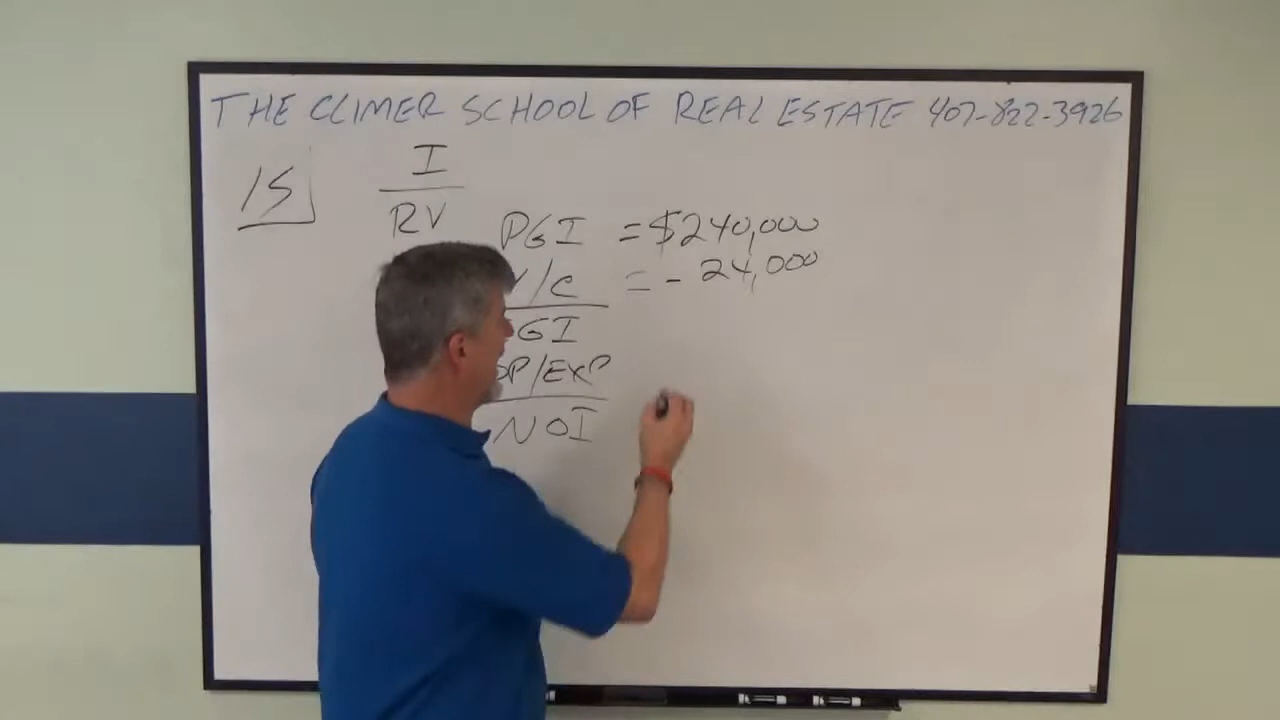 THE CLIMER SCHOOL OF REAL ESTATE 407-822-3926
15
I
RV
PGI = $240,000
/C = - 24,000
GI
OP/EXP
NOI